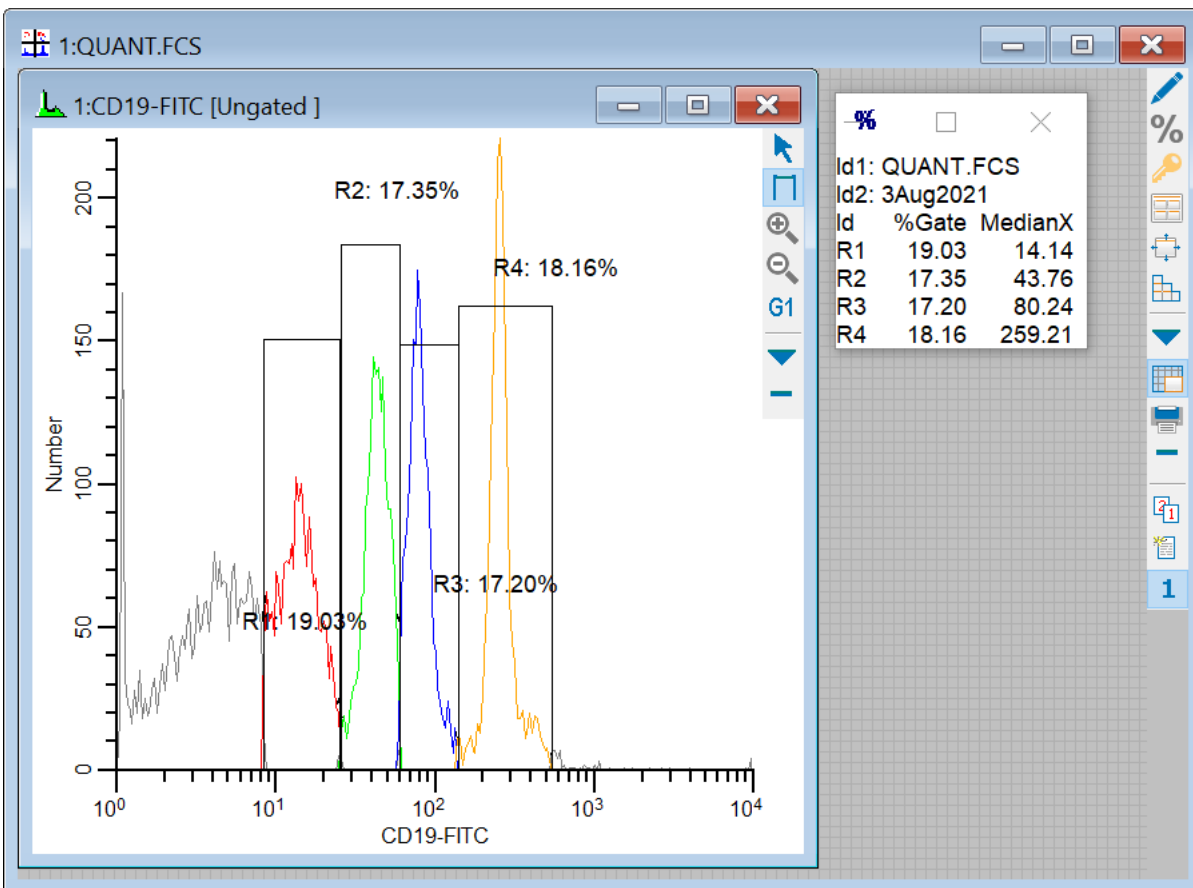 1:QUANT.FCS
1:CD19-FITC [Ungated ]
R2: 17.35%
R4: 18.16%
R3: 17.20%
R1: 19.03%
Number
200
150
100
50
0
10⁰
10¹
10²
10³
10⁴
CD19-FITC
G1
%
Id1: QUANT.FCS
Id2: 3Aug2021
Id %Gate MedianX
R1 19.03 14.14
R2 17.35 43.76
R3 17.20 80.24
R4 18.16 259.21
%
2 1
1